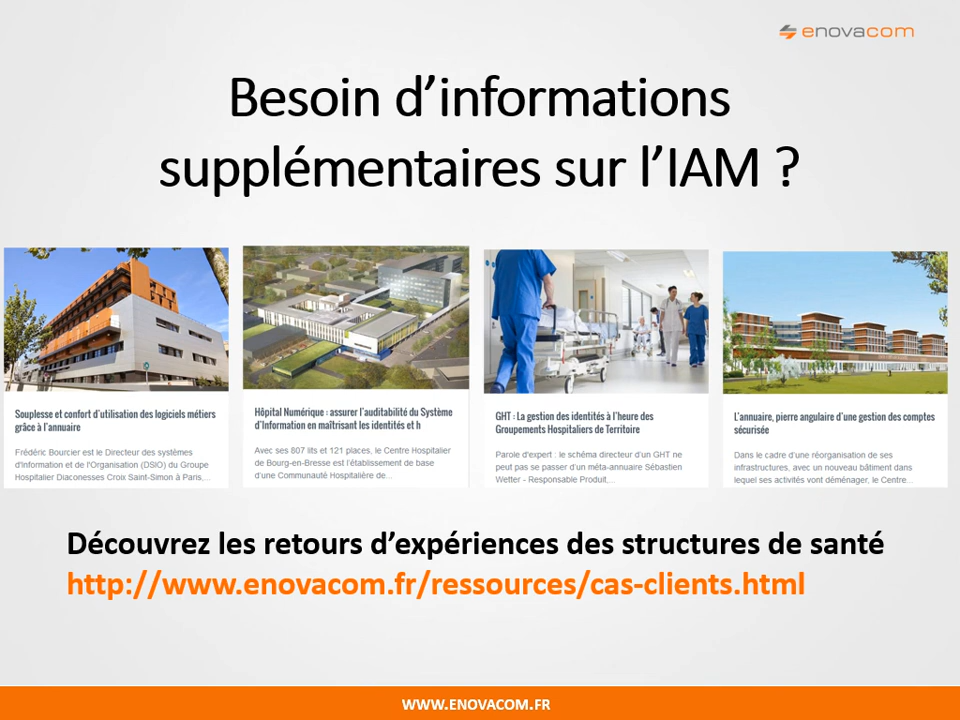 enovacom
Besoin d’informations
supplémentaires sur l’IAM ?
Souplesse et confort d’utilisation des logiciels métiers
grâce à l’annuaire
Frédéric Bourcier est le Directeur des systèmes
d’Information et de l’Organisation (DSIO) du Groupe
Hospitalier Diaconesses Croix Saint-Simon à Paris,...
Hôpital Numérique : assurer l’auditabilité du Système
d’Information en maîtrisant les identités et h
Avec ses 807 lits et 121 places, le Centre Hospitalier
de Bourg-en-Bresse est l’établissement de base
d’une Communauté Hospitalière de...
GHT : La gestion des identités à l’heure des
Groupements Hospitaliers de Territoire
Parole d’expert : le schéma directeur d’un GHT ne
peut pas se passer d’un méta-annuaire Sébastien
Wetter - Responsable Produit,...
L’annuaire, pierre angulaire d’une gestion des comptes
sécurisée
Dans le cadre d’une réorganisation de ses
infrastructures, avec un nouveau bâtiment dans
lequel ses activités vont déménager, le Centre...
Découvrez les retours d’expériences des structures de santé
http://www.enovacom.fr/ressources/cas-clients.html
WWW.ENOVACOM.FR